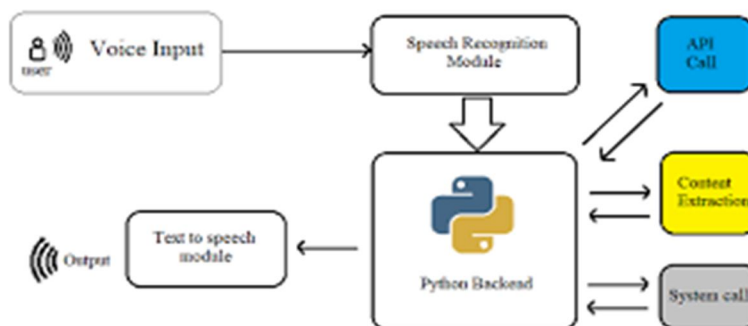 Voice Input
user
Speech Recognition
Module
API
Call
Content
Extraction
Python Backend
Text to speech
module
Output
System call